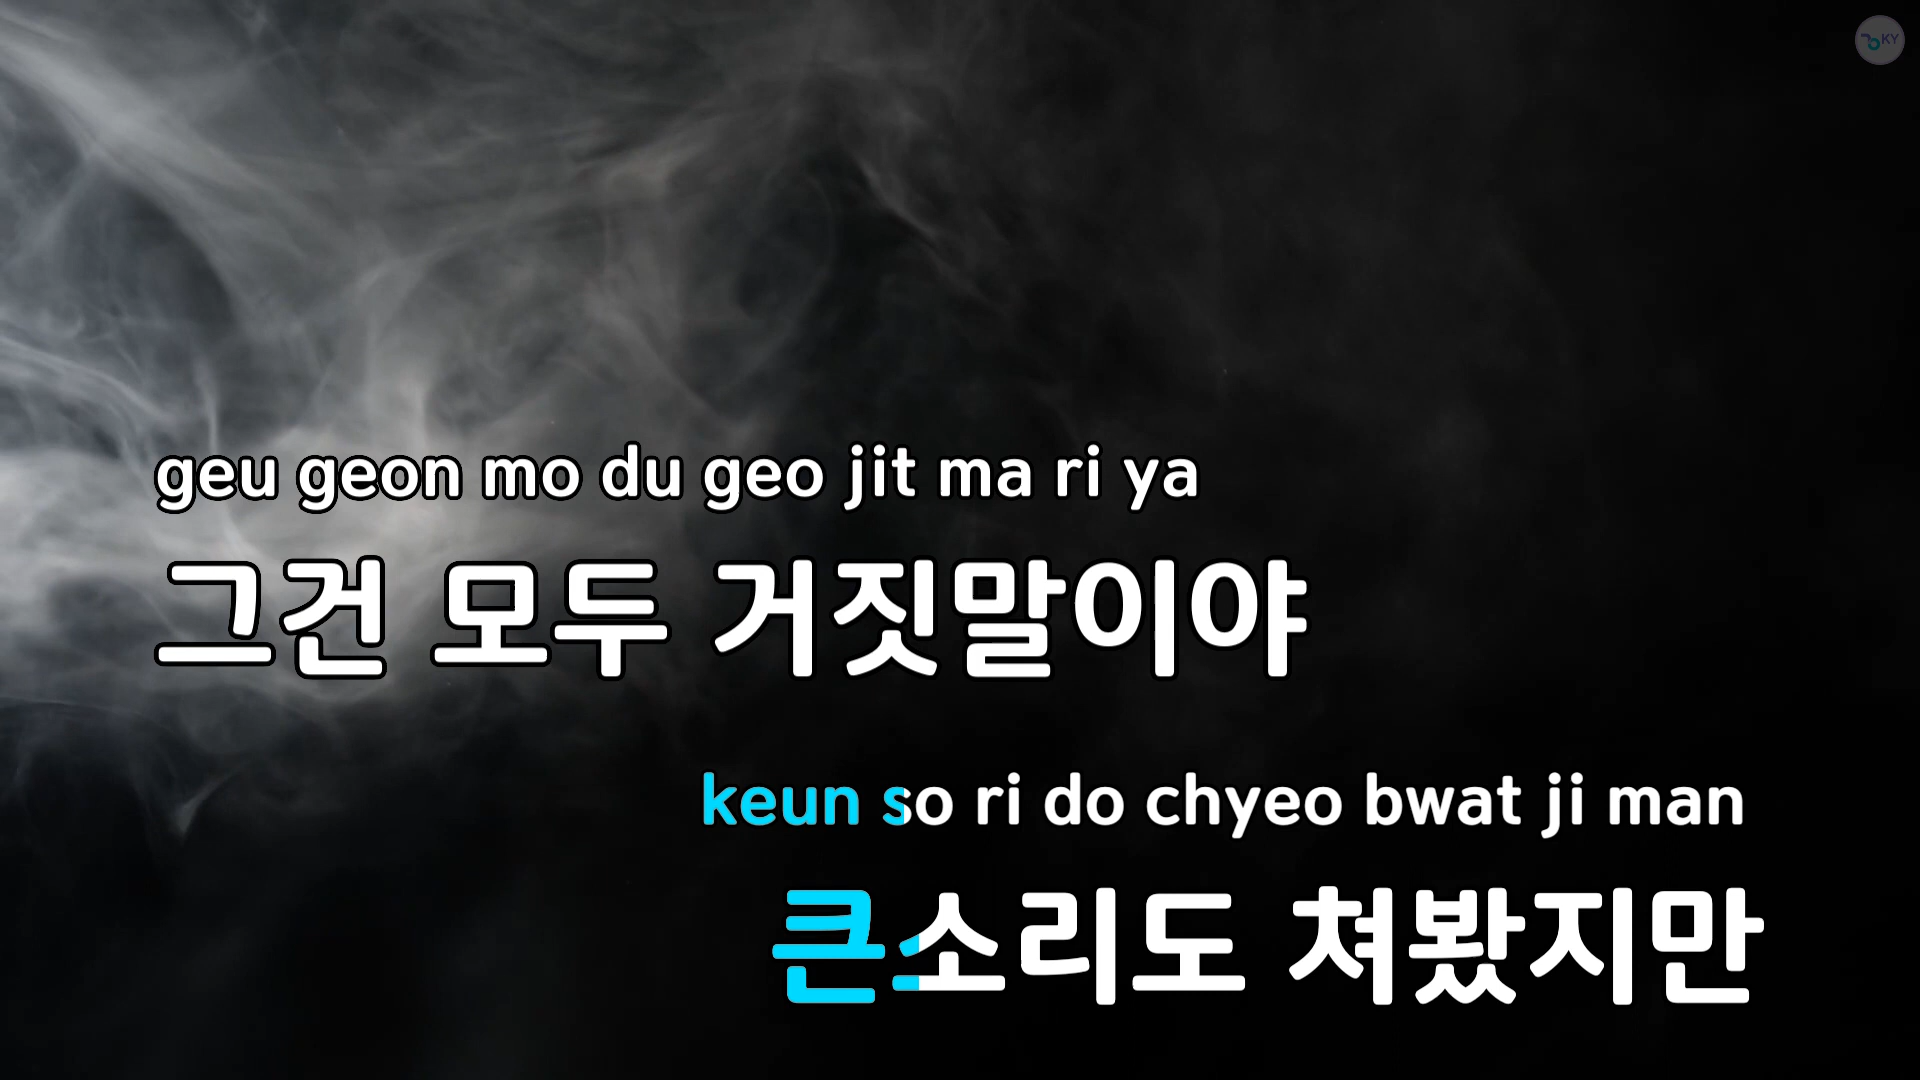 KY
geu geon mo du geo jit ma ri ya
그건 모두 거짓말이야
keun so ri do chyeo bwat ji man
큰소리도 쳐봤지만